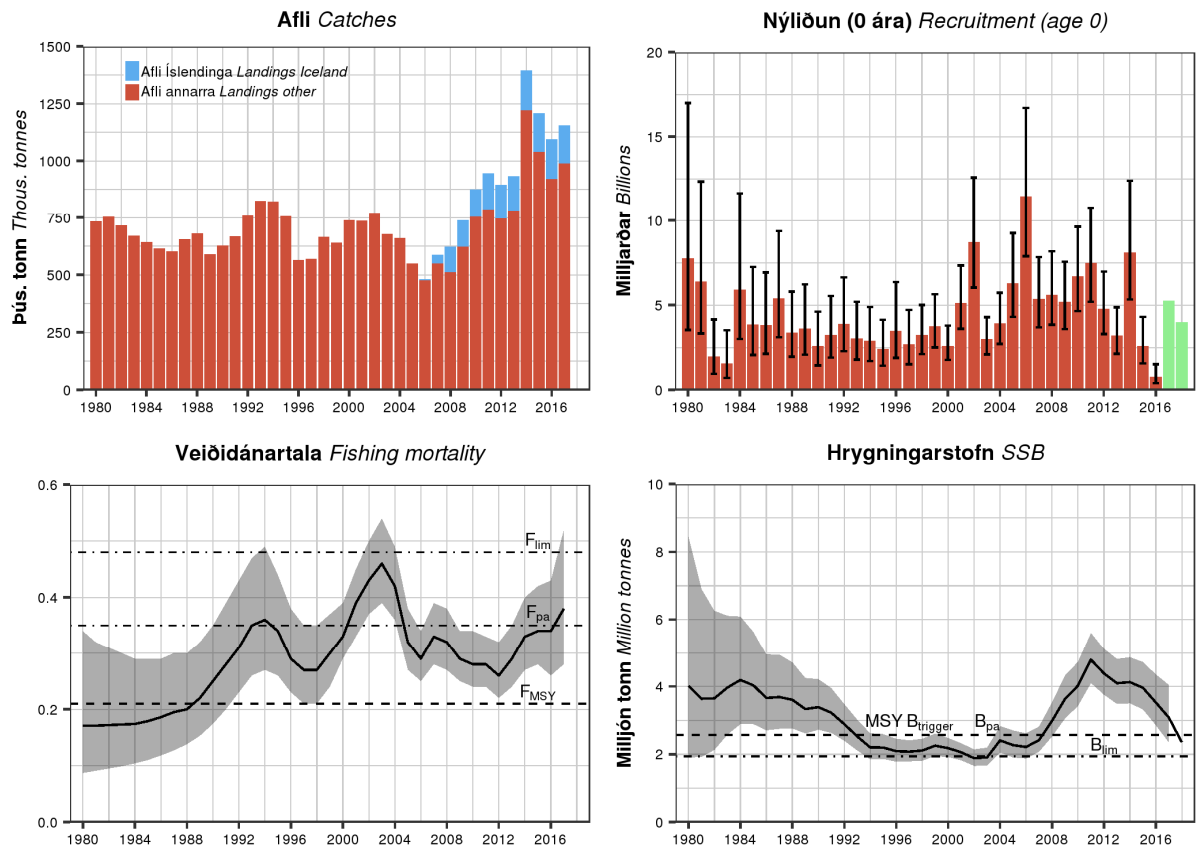 Afli Catches
Þús. tonn Thous. tonnes
1500
1250
1000
750
500
250
0
Afli Íslendinga Landings Iceland
Afli annarra Landings other
1980 1984 1988 1992 1996 2000 2004 2008 2012 2016
Nýliðun (0 ára) Recruitment (age 0)
Milljarðar Billions
20
15
10
5
0
1980 1984 1988 1992 1996 2000 2004 2008 2012 2016
Veiðidánartala Fishing mortality
0.6
0.4
0.2
0.0
Flim
Fpa
FMSY
1980 1984 1988 1992 1996 2000 2004 2008 2012 2016
Hrygningarstofn SSB
Milljón tonn Million tonnes
10
8
6
4
2
0
MSY Btrigger Bpa
Blim
1980 1984 1988 1992 1996 2000 2004 2008 2012 2016